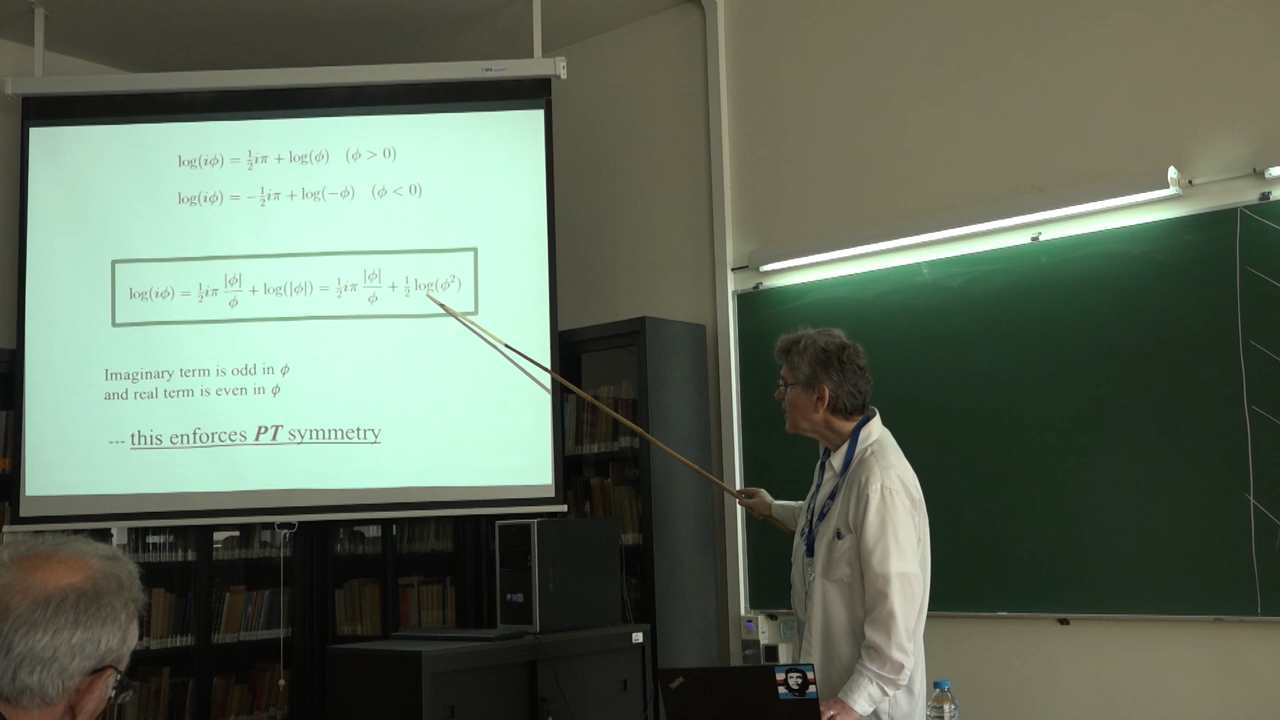 log(iϕ) = ½iπ + log(ϕ) (ϕ > 0)
log(iϕ) = −½iπ + log(−ϕ) (ϕ < 0)
log(iϕ) = ½iπ |ϕ|/ϕ + log(|ϕ|) = ½iπ |ϕ|/ϕ + ½ log(ϕ²)
Imaginary term is odd in ϕ
and real term is even in ϕ
--- this enforces PT symmetry